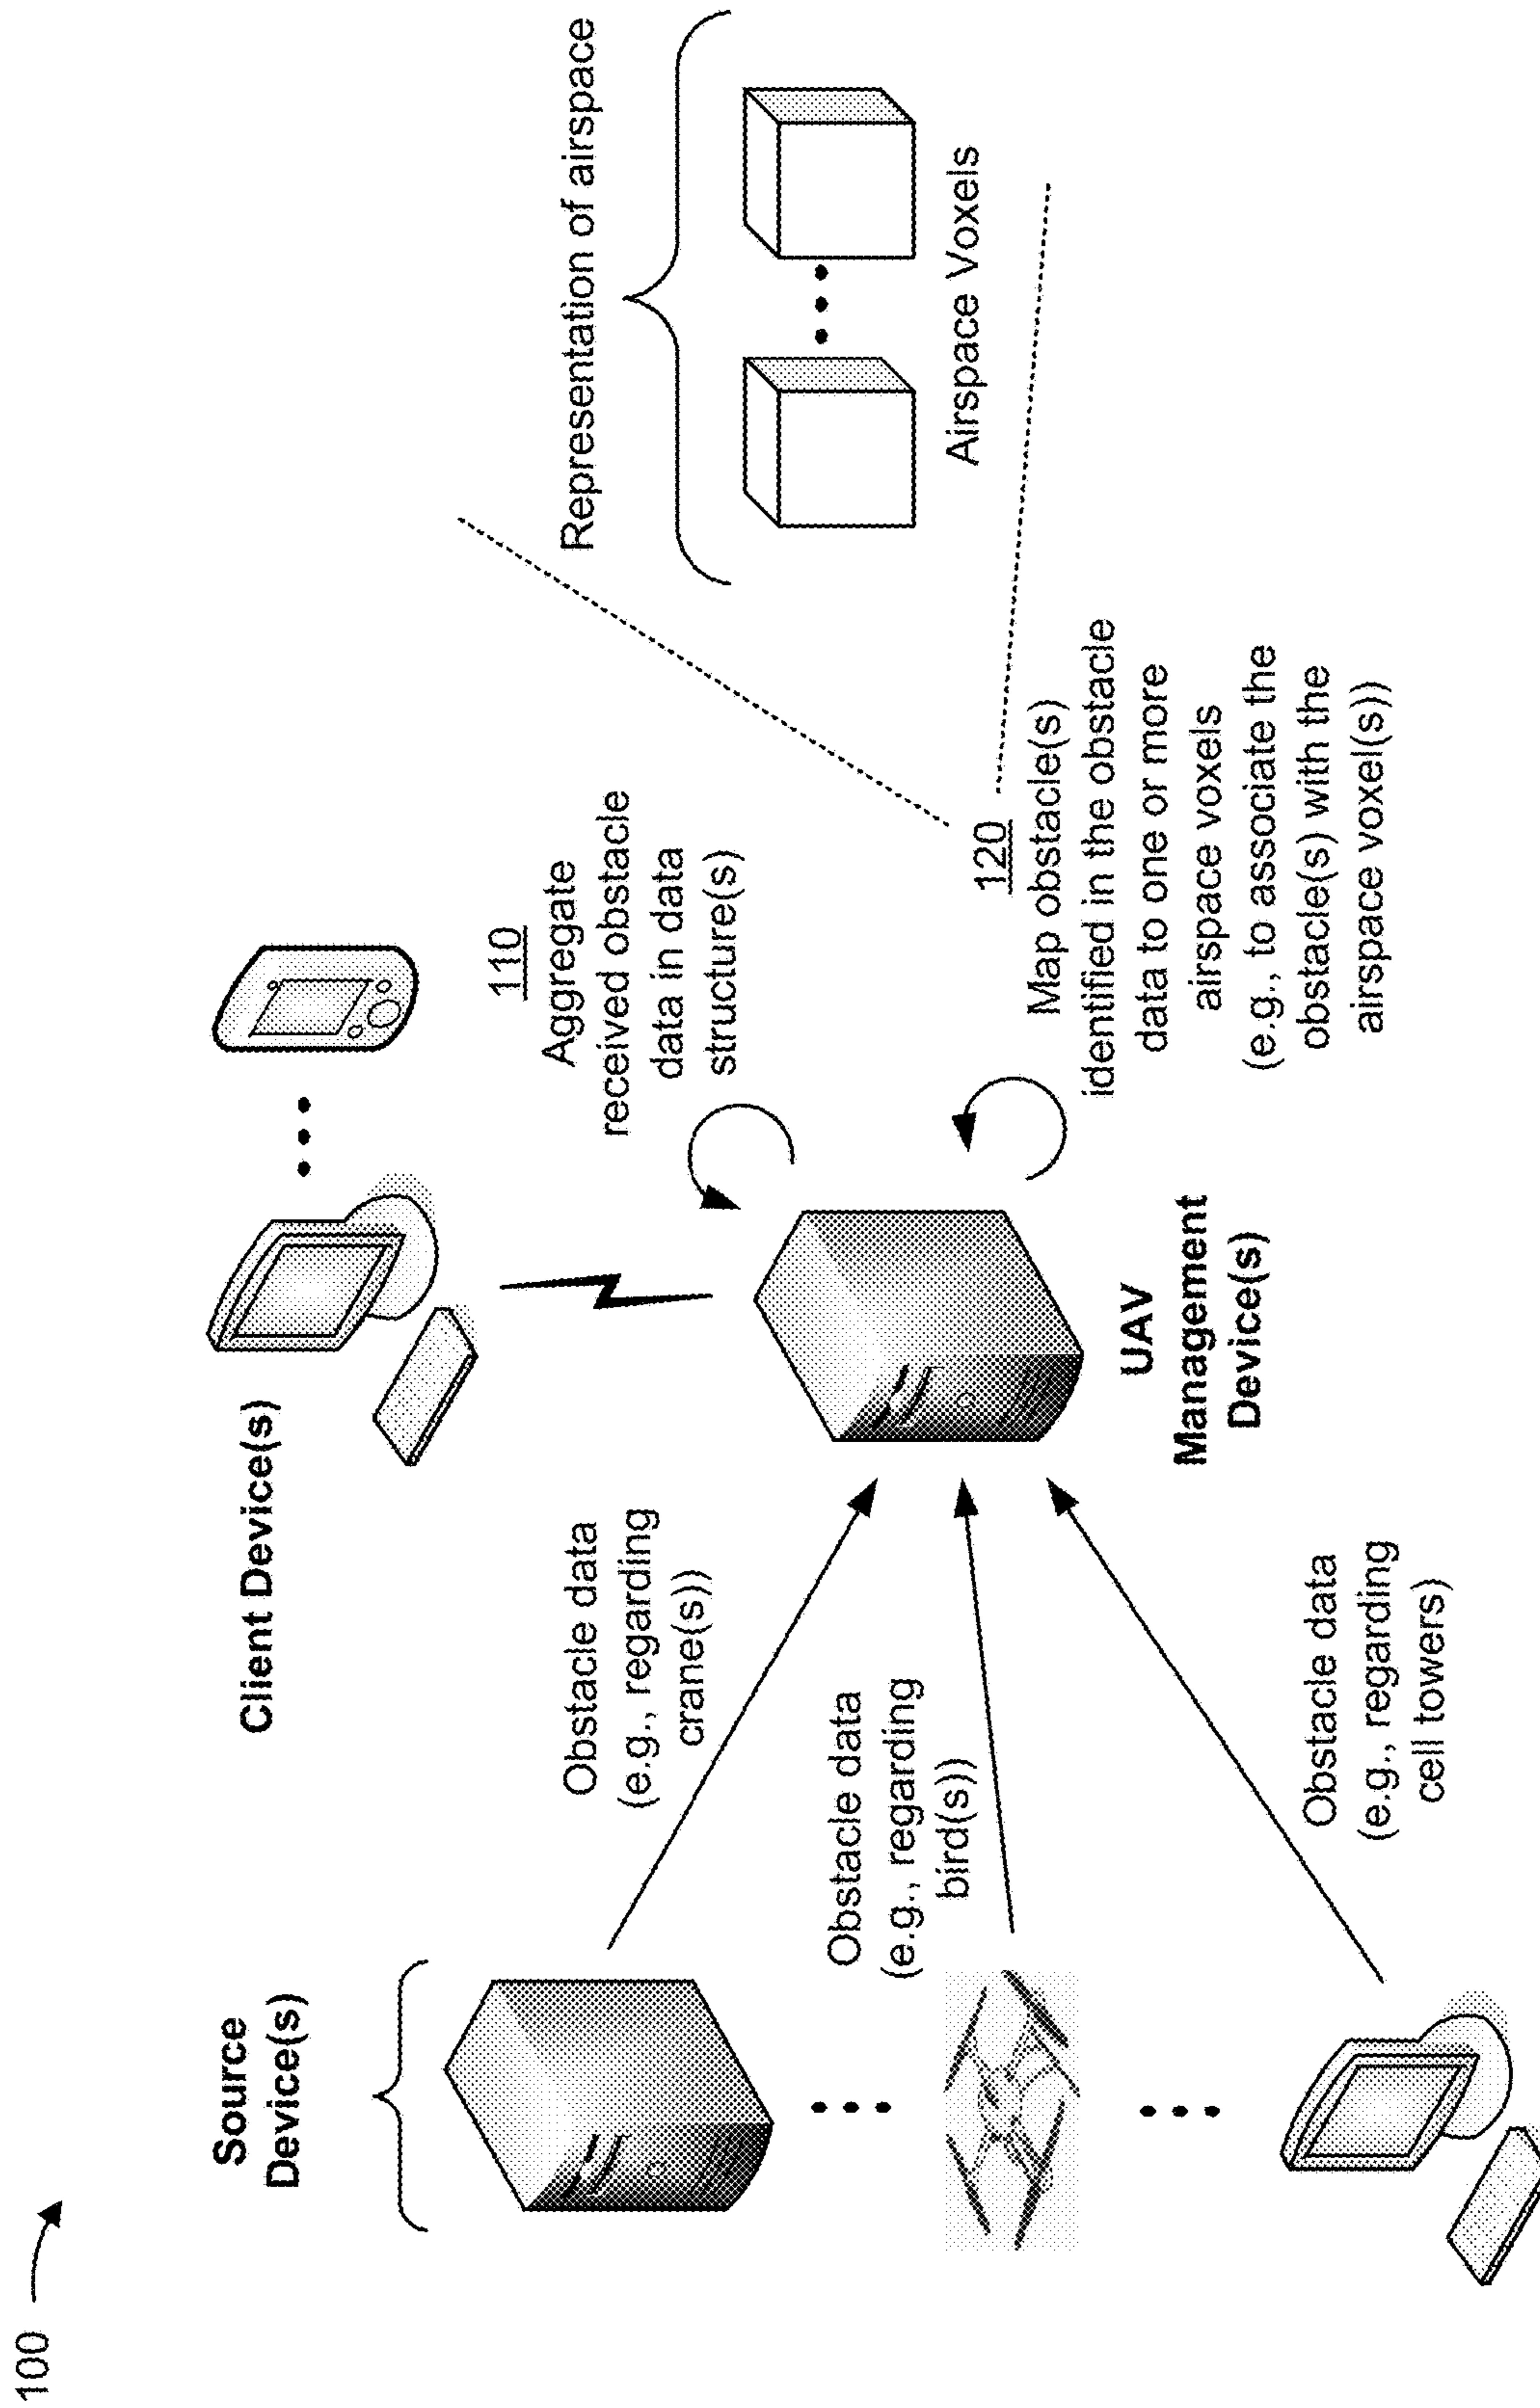 100
Source
Device(s)
Client Device(s)
Obstacle data
(e.g., regarding
crane(s))
Obstacle data
(e.g., regarding
bird(s))
Obstacle data
(e.g., regarding
cell towers)
UAV
Management
Device(s)
110
Aggregate
received obstacle
data in data
structure(s)
120
Map obstacle(s)
identified in the obstacle
data to one or more
airspace voxels
(e.g., to associate the
obstacle(s) with the
airspace voxel(s))
Representation of airspace
Airspace Voxels